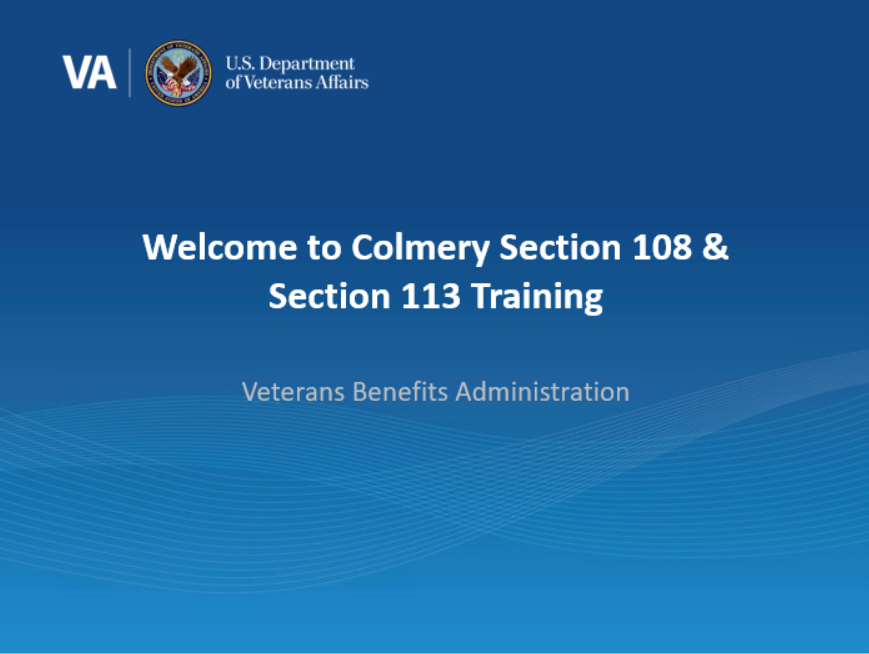 VA
U.S. Department
of Veterans Affairs
Welcome to Colmery Section 108 &
Section 113 Training
Veterans Benefits Administration